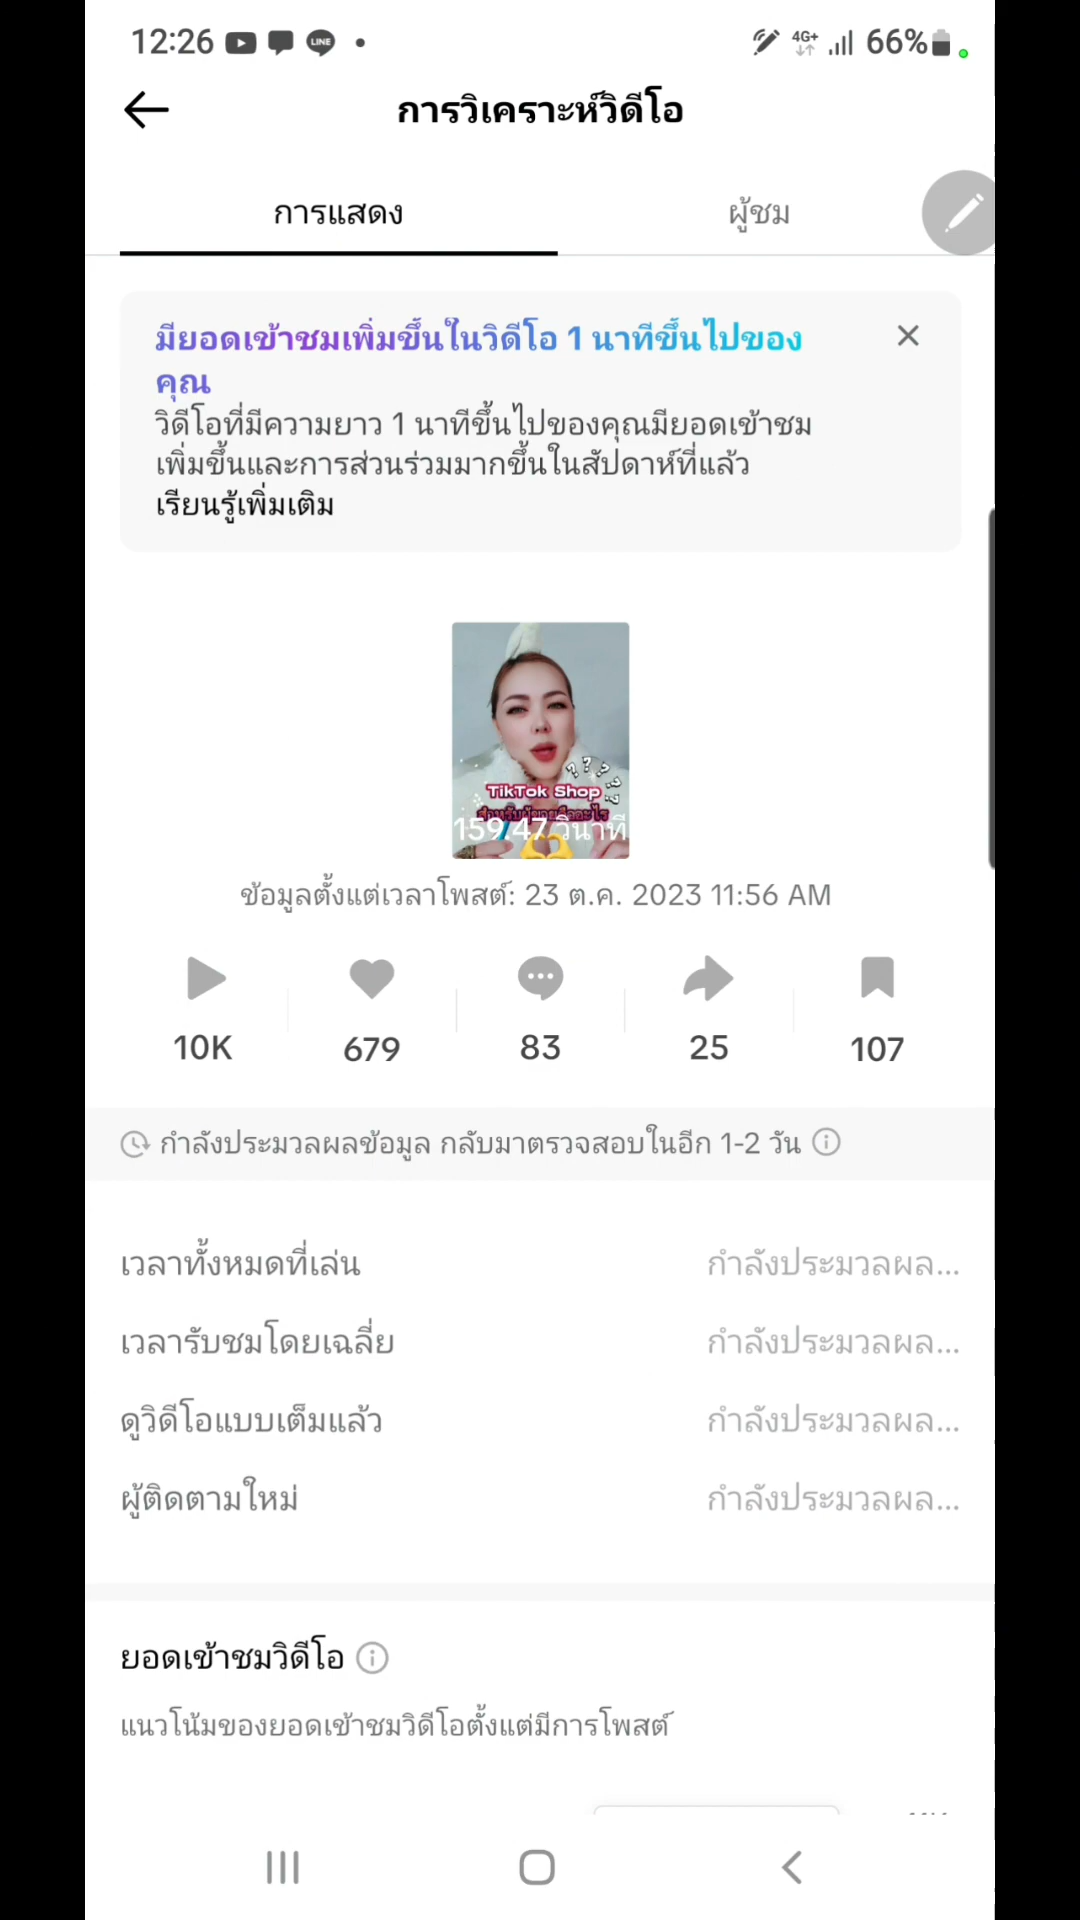 12:26 LINE 4G+ 66%
การวิเคราะห์วิดีโอ
การแสดง ผู้ชม
มียอดเข้าชมเพิ่มขึ้นในวิดีโอ 1 นาทีขึ้นไปของ
คุณ
วิดีโอที่มีความยาว 1 นาทีขึ้นไปของคุณมียอดเข้าชม
เพิ่มขึ้นและการส่วนร่วมมากขึ้นในสัปดาห์ที่แล้ว
เรียนรู้เพิ่มเติม
TikTok Shop
สำหรับผู้ขายคืออะไร
159.47 วินาที
ข้อมูลตั้งแต่เวลาโพสต์: 23 ต.ค. 2023 11:56 AM
10K 679 83 25 107
กำลังประมวลผลข้อมูล กลับมาตรวจสอบในอีก 1-2 วัน
เวลาทั้งหมดที่เล่น กำลังประมวลผล...
เวลารับชมโดยเฉลี่ย กำลังประมวลผล...
ดูวิดีโอแบบเต็มแล้ว กำลังประมวลผล...
ผู้ติดตามใหม่ กำลังประมวลผล...
ยอดเข้าชมวิดีโอ
แนวโน้มของยอดเข้าชมวิดีโอตั้งแต่มีการโพสต์